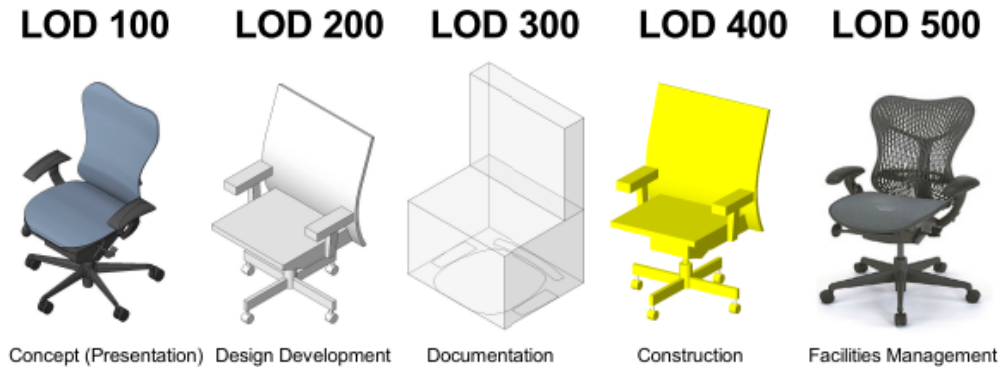 LOD 100 LOD 200 LOD 300 LOD 400 LOD 500
Concept (Presentation) Design Development Documentation Construction Facilities Management